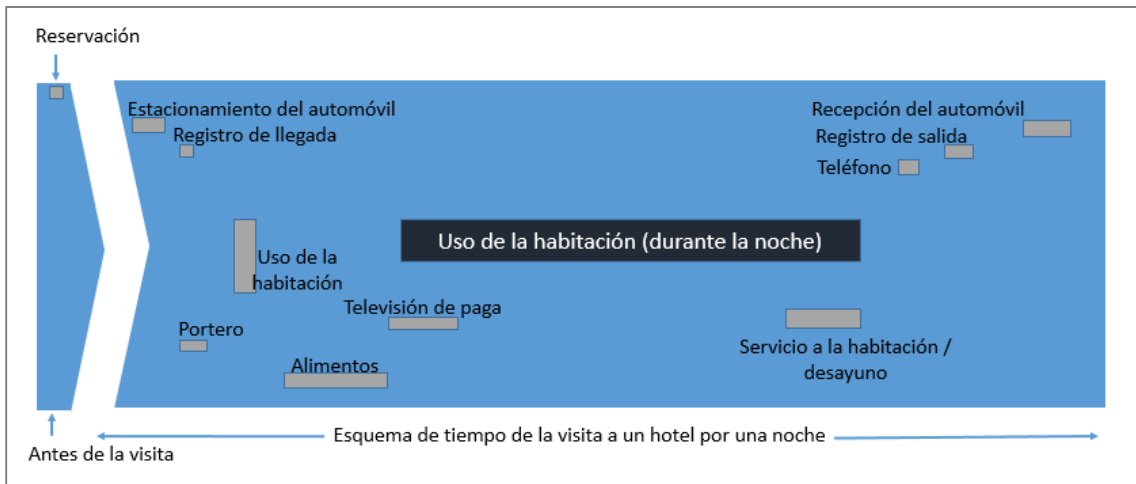 Reservación
Estacionamiento del automóvil
Registro de llegada
Recepción del automóvil
Registro de salida
Teléfono
Uso de la habitación (durante la noche)
Uso de la
habitación
Televisión de paga
Portero
Alimentos
Servicio a la habitación /
desayuno
Esquema de tiempo de la visita a un hotel por una noche
Antes de la visita